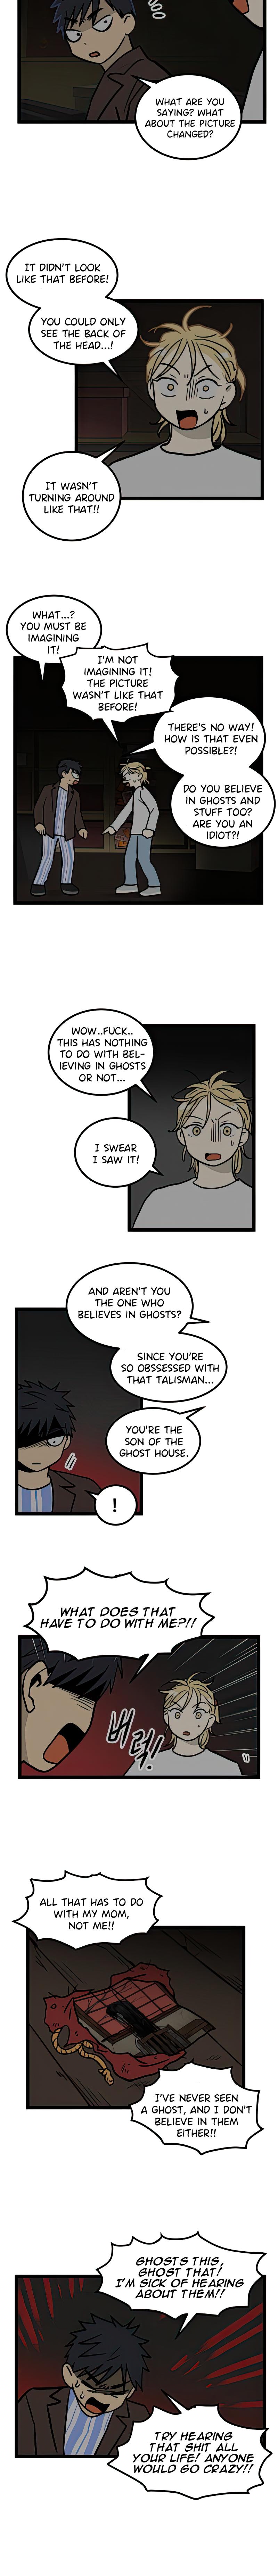 WHAT ARE YOU
SAYING? WHAT
ABOUT THE PICTURE
CHANGED?
IT DIDN'T LOOK
LIKE THAT BEFORE!
YOU COULD ONLY
SEE THE BACK OF
THE HEAD...!
IT WASN'T
TURNING AROUND
LIKE THAT!!
WHAT...?
YOU MUST BE
IMAGINING
IT!
I'M NOT
IMAGINING IT!
THE PICTURE
WASN'T LIKE THAT
BEFORE!
THERE'S NO WAY!
HOW IS THAT EVEN
POSSIBLE?!
DO YOU BELIEVE
IN GHOSTS AND
STUFF TOO?
ARE YOU AN
IDIOT?!
WOW..FUCK..
THIS HAS NOTHING
TO DO WITH BEL-
IEVING IN GHOSTS
OR NOT...
I SWEAR
I SAW IT!
AND AREN'T YOU
THE ONE WHO
BELIEVES IN GHOSTS?
SINCE YOU'RE
SO OBSSESSED WITH
THAT TALISMAN...
YOU'RE THE
SON OF THE
GHOST HOUSE.
!
WHAT DOES THAT
HAVE TO DO WITH ME?!!
버럭!!
ALL THAT HAS TO DO
WITH MY MOM,
NOT ME!!
I'VE NEVER SEEN
A GHOST, AND I DON'T
BELIEVE IN THEM
EITHER!!
GHOSTS THIS,
GHOST THAT!
I'M SICK OF HEARING
ABOUT THEM!!
TRY HEARING
THAT SHIT ALL
YOUR LIFE! ANYONE
WOULD GO CRAZY!!